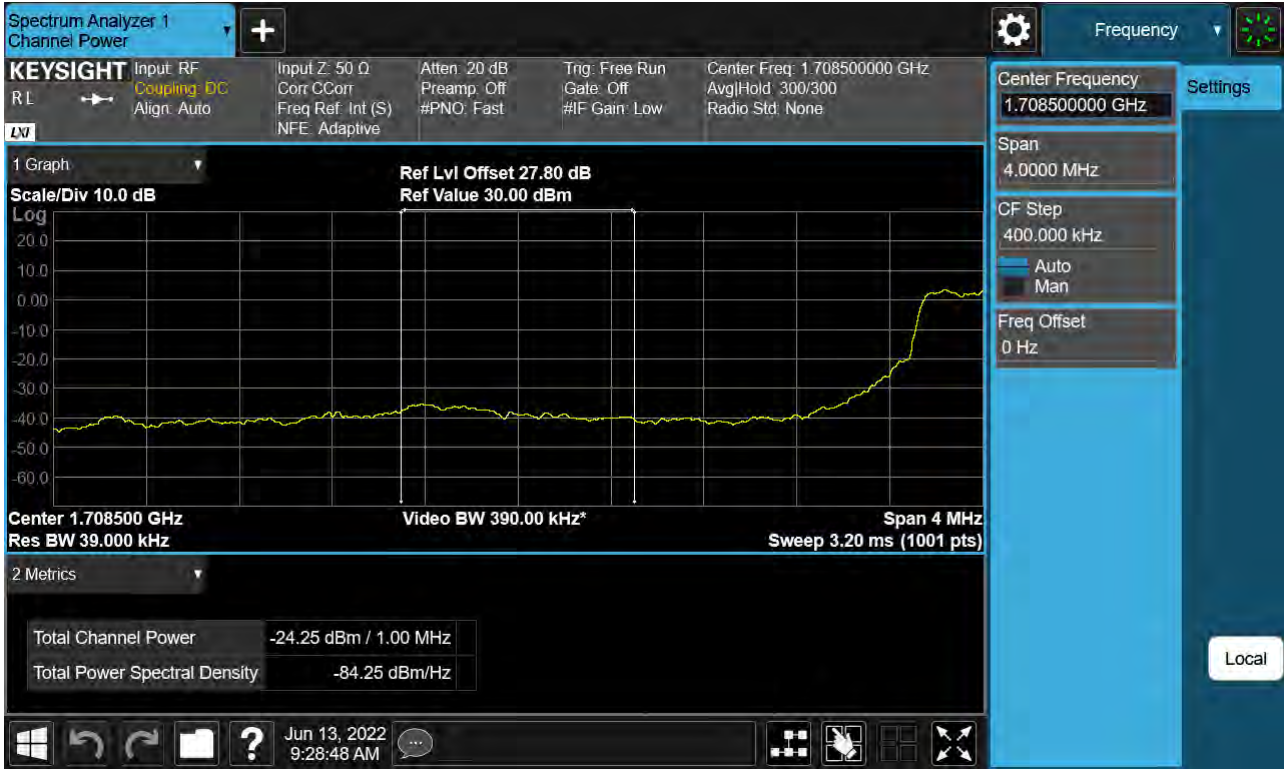 Spectrum Analyzer 1
Channel Power
+
Frequency
KEYSIGHT
R L
LXI
Input: RF
Coupling: DC
Align: Auto
Input Z: 50 Ω
Corr CCorr
Freq Ref: Int (S)
NFE: Adaptive
Atten: 20 dB
Preamp: Off
#PNO: Fast
Trig: Free Run
Gate: Off
#IF Gain: Low
Center Freq: 1.708500000 GHz
Avg|Hold: 300/300
Radio Std: None
Center Frequency
1.708500000 GHz
Settings
Span
4.0000 MHz
CF Step
400.000 kHz
Auto
Man
Freq Offset
0 Hz
1 Graph
Ref Lvl Offset 27.80 dB
Scale/Div 10.0 dB
Ref Value 30.00 dBm
Log
20.0
10.0
0.00
-10.0
-20.0
-30.0
-40.0
-50.0
-60.0
Center 1.708500 GHz
Video BW 390.00 kHz*
Span 4 MHz
Res BW 39.000 kHz
Sweep 3.20 ms (1001 pts)
2 Metrics
Total Channel Power -24.25 dBm / 1.00 MHz
Total Power Spectral Density -84.25 dBm/Hz
Local
?
Jun 13, 2022
9:28:48 AM